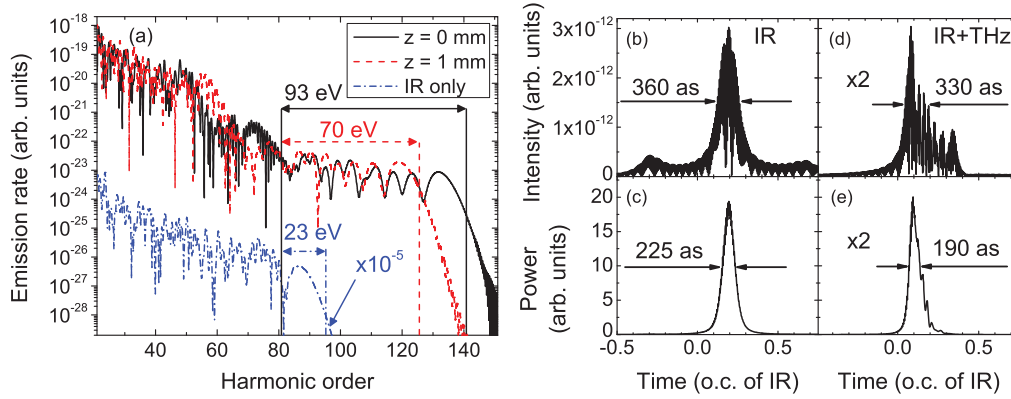 (a)
z = 0 mm
z = 1 mm
IR only
93 eV
70 eV
23 eV
x10-5
10-18
10-19
10-20
10-21
10-22
10-23
10-24
10-25
10-26
10-27
10-28
Emission rate (arb. units)
40 60 80 100 120 140
Harmonic order
(b) IR
360 as
3x10-12
2x10-12
1x10-12
0
Intensity (arb. units)
(d) IR+THz
x2
330 as
(c)
225 as
20
15
10
5
0
Power
(arb. units)
(e)
x2
190 as
-0.5 0.0 0.5 0.0 0.5
Time (o.c. of IR) Time (o.c. of IR)